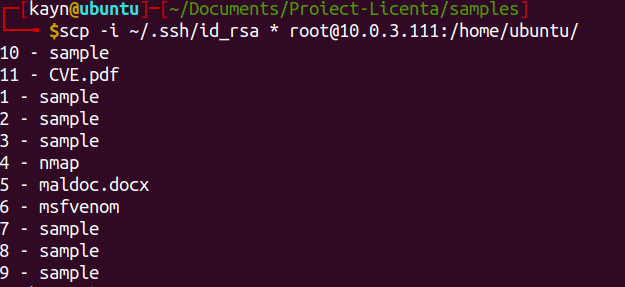 [kayn@ubuntu]-[~/Documents/Proiect-Licenta/samples]
$scp -i ~/.ssh/id_rsa * root@10.0.3.111:/home/ubuntu/
10 - sample
11 - CVE.pdf
1 - sample
2 - sample
3 - sample
4 - nmap
5 - maldoc.docx
6 - msfvenom
7 - sample
8 - sample
9 - sample